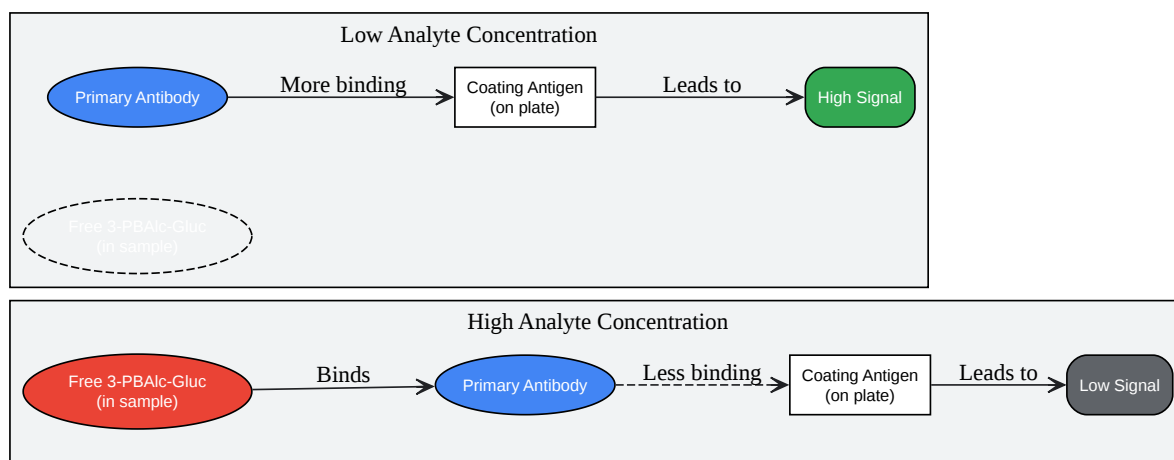 Low Analyte Concentration
Primary Antibody
More binding
Coating Antigen
(on plate)
Leads to
High Signal
Free 3-PBAlc-Gluc
(in sample)
High Analyte Concentration
Free 3-PBAlc-Gluc
(in sample)
Binds
Primary Antibody
Less binding
Coating Antigen
(on plate)
Leads to
Low Signal